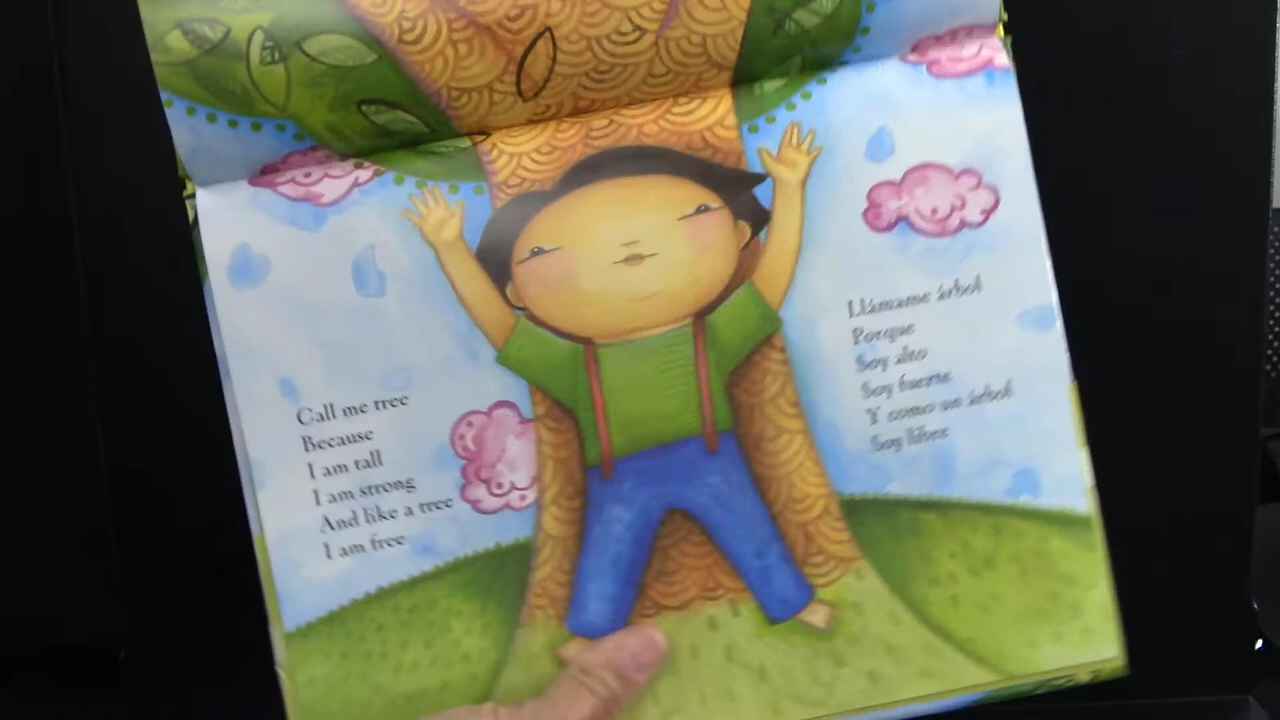 Call me tree
Because
I am tall
I am strong
And like a tree
I am free
Llámame árbol
Porque
Soy alto
Soy fuerte
Y como un árbol
Soy libre